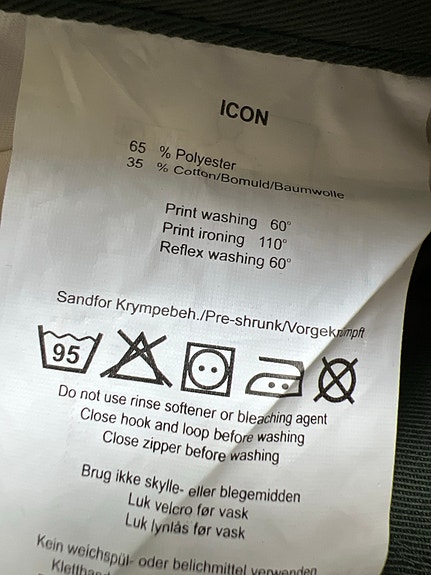 ICON
65 % Polyester
35 % Cotton/Bomuld/Baumwolle
Print washing 60°
Print ironing 110°
Reflex washing 60°
Sandfor Krympebeh./Pre-shrunk/Vorgekrümpft
95
Do not use rinse softener or bleaching agent
Close hook and loop before washing
Close zipper before washing
Brug ikke skylle- eller blegemidden
Luk velcro før vask
Luk lynlås før vask
Kein weichspül- oder belichmittel verwenden